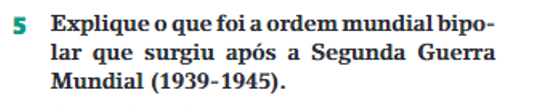 5 Explique o que foi a ordem mundial bipo-
lar que surgiu após a Segunda Guerra
Mundial (1939-1945).